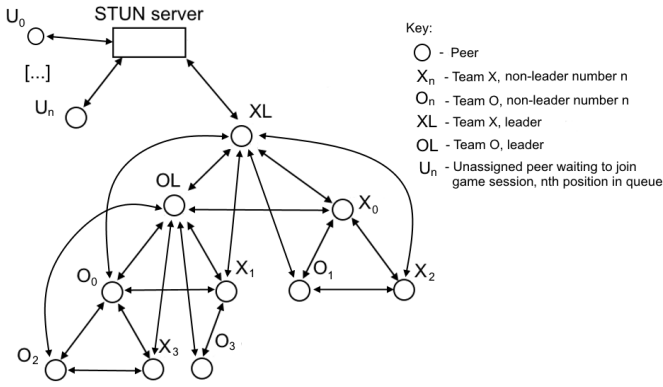 U0
STUN server
[...]
Un
XL
OL
X0
O0
X1
O1
X2
O2
X3
O3
Key:
- Peer
Xn - Team X, non-leader number n
On - Team O, non-leader number n
XL - Team X, leader
OL - Team O, leader
Un - Unassigned peer waiting to join
game session, nth position in queue